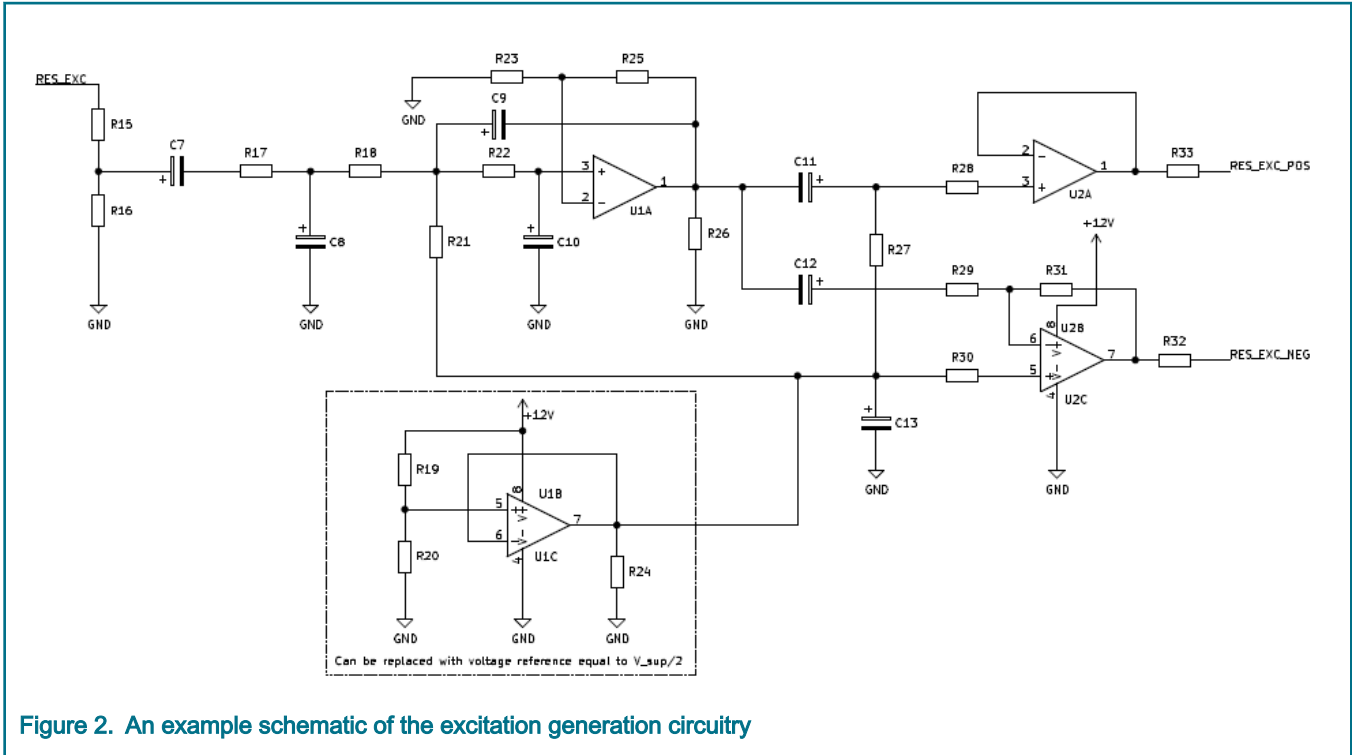 RES_EXC
R15
R16
GND
C7
R17
C8
GND
R18
R23
GND
R25
C9
R22
R21
C10
GND
3
2
1
U1A
R26
GND
C11
C12
R28
R27
2
3
1
U2A
R33
RES_EXC_POS
+12V
R29
R31
8
U2B
6
5
7
V+
V-
4
U2C
R32
RES_EXC_NEG
R30
C13
GND
GND
+12V
R19
R20
GND
8
U1B
5
6
7
V+
V-
4
U1C
GND
R24
GND
Can be replaced with voltage reference equal to V_sup/2
Figure 2. An example schematic of the excitation generation circuitry